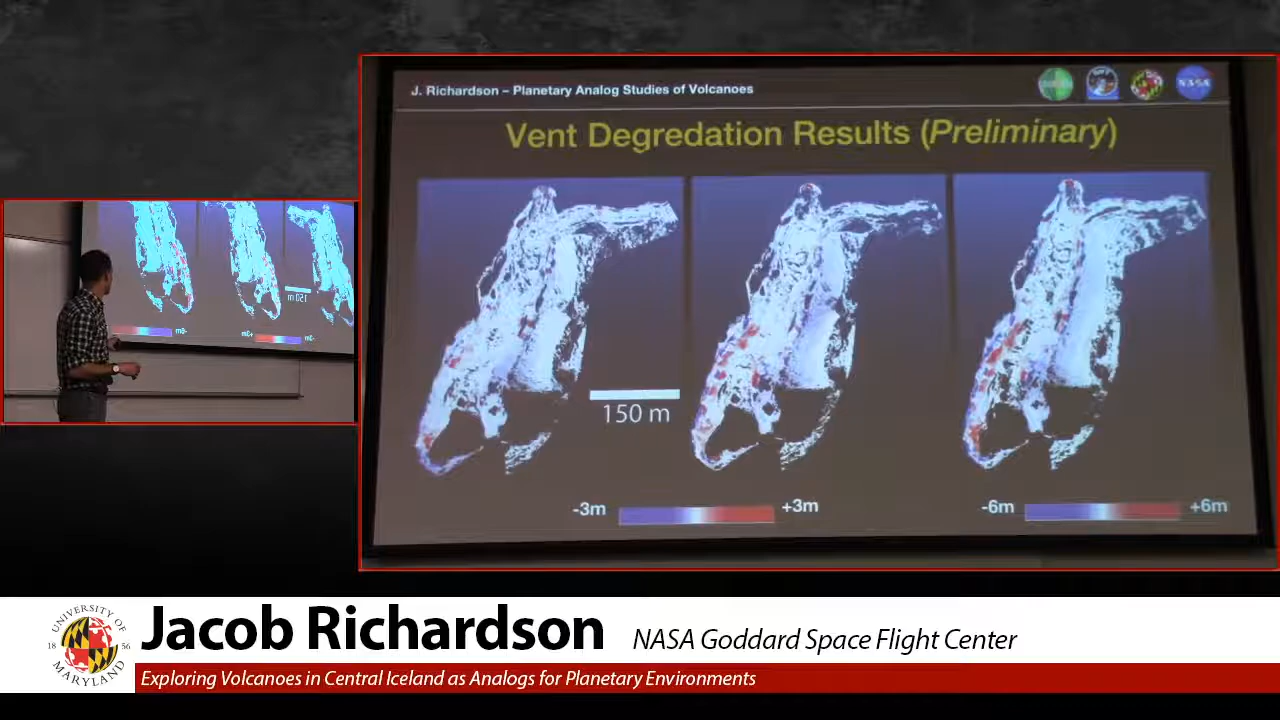 J. Richardson – Planetary Analog Studies of Volcanoes
NASA
Vent Degredation Results (Preliminary)
150 m
-3m
+3m
-6m
+6m
UNIVERSITY OF
18 56
MARYLAND
Jacob Richardson
NASA Goddard Space Flight Center
Exploring Volcanoes in Central Iceland as Analogs for Planetary Environments